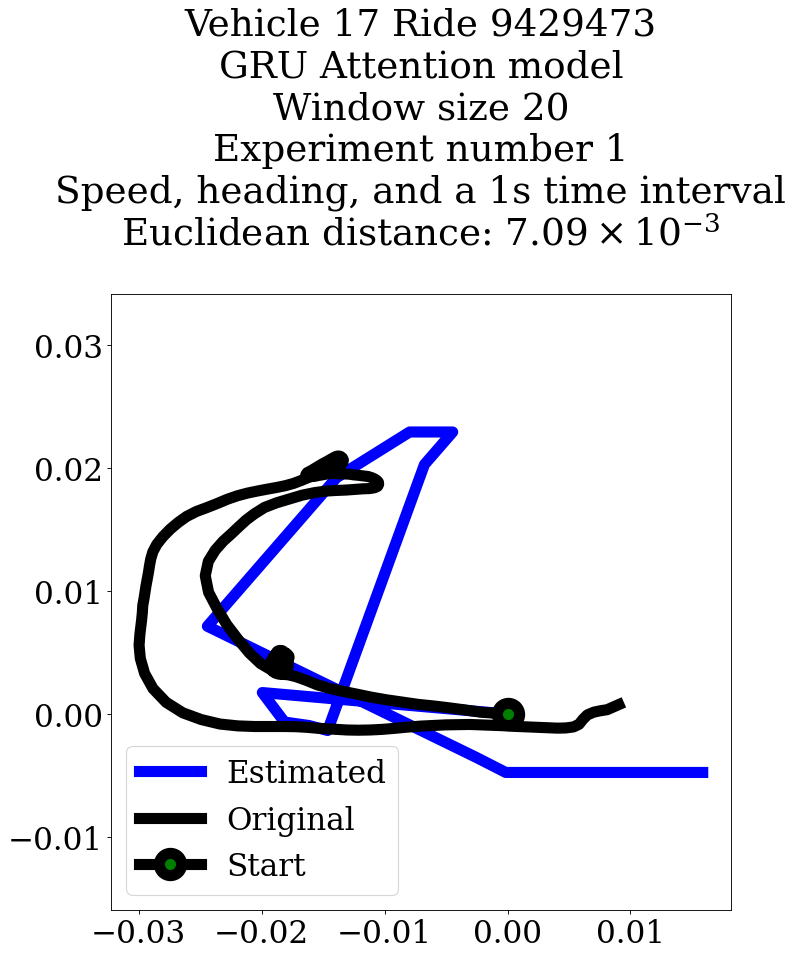 Vehicle 17 Ride 9429473
GRU Attention model
Window size 20
Experiment number 1
Speed, heading, and a 1s time interval
Euclidean distance: 7.09 × 10⁻³
0.03
0.02
0.01
0.00
−0.01
Estimated
Original
Start
−0.03 −0.02 −0.01 0.00 0.01